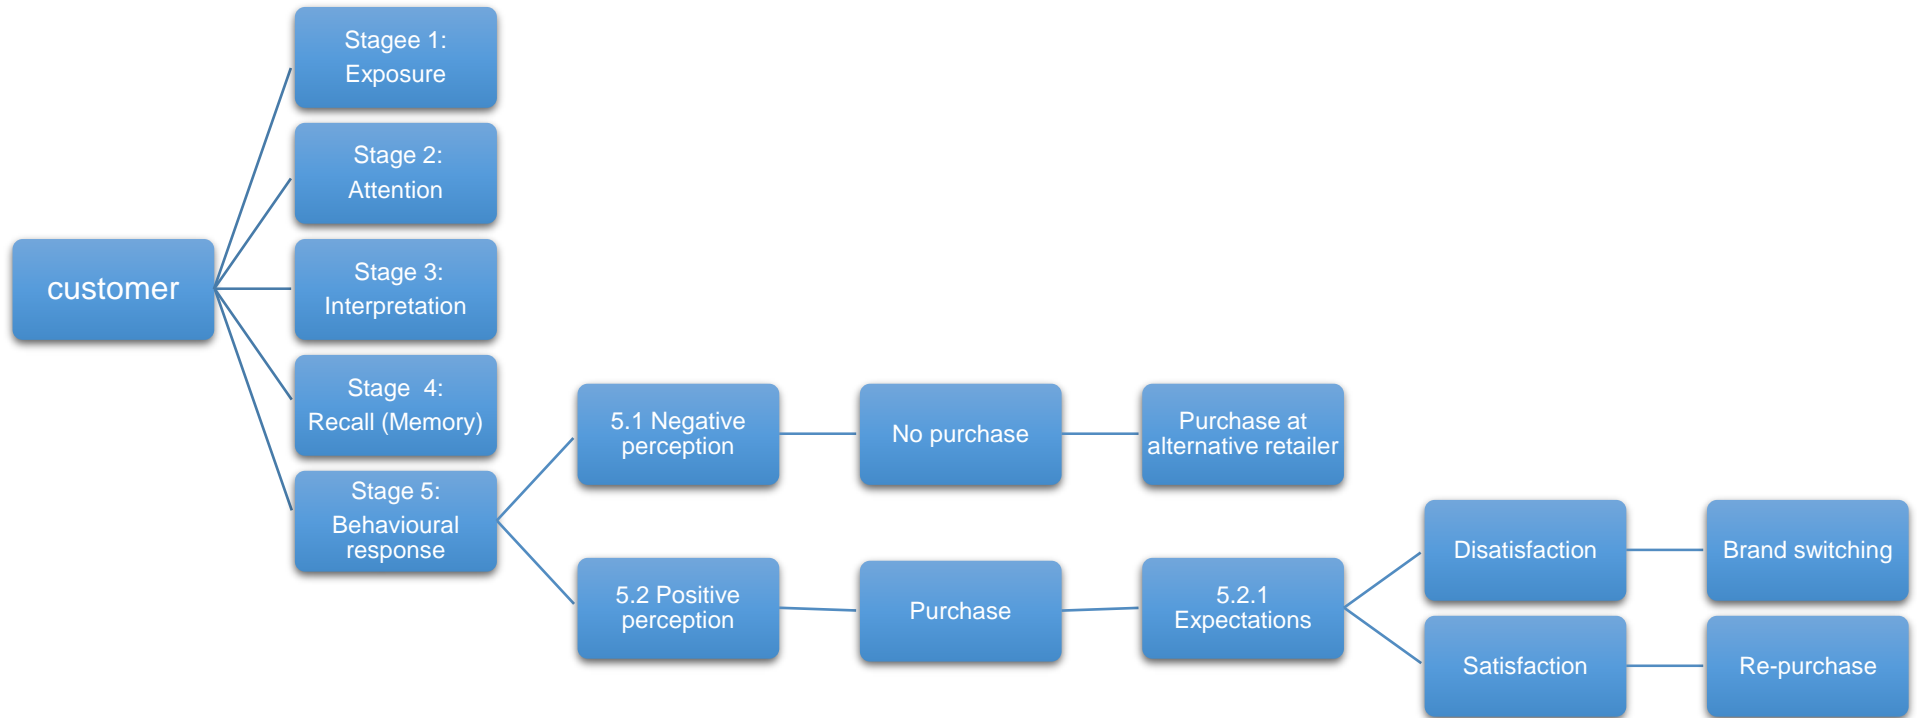 customer
Stagee 1:
Exposure
Stage 2:
Attention
Stage 3:
Interpretation
Stage  4:
Recall (Memory)
Stage 5:
Behavioural
response
5.1 Negative
perception
No purchase
Purchase at
alternative retailer
5.2 Positive
perception
Purchase
5.2.1
Expectations
Disatisfaction
Brand switching
Satisfaction
Re-purchase